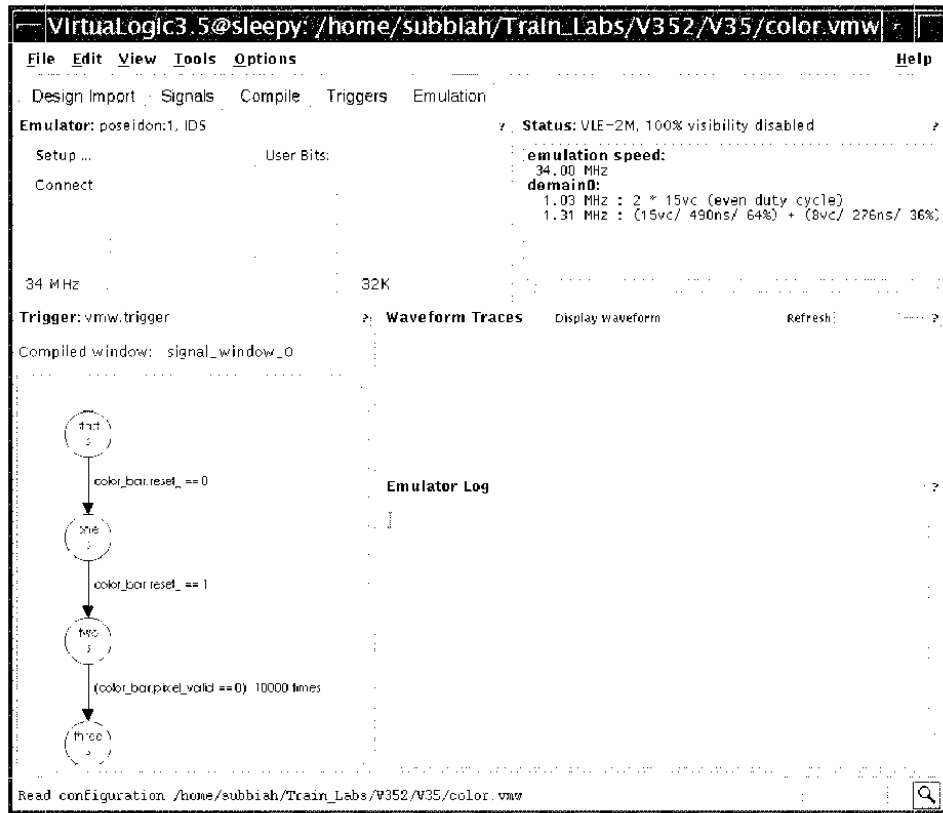 VirtuaLogic3.5@sleepy: /home/subbiah/Train_Labs/V352/V35/color.vmw
File Edit View Tools Options Help
Design Import Signals Compile Triggers Emulation
Emulator: poseidon:1, IDS ?
Setup ... User Bits:
Connect
34 MHz 32K
Status: VLE-2M, 100% visibility disabled ?
emulation speed:
34.00 MHz
domain0:
1.03 MHz : 2 * 15vc (even duty cycle)
1.31 MHz : (15vc/ 490ns/ 64%) + (8vc/ 276ns/ 36%)
Trigger: vmw.trigger ?
Compiled window: signal_window_0
start
color_bar.reset_ == 0
one
color_bar.reset_ == 1
two
(color_bar.pixel_valid == 0) 10000 times
three
Waveform Traces Display Waveform Refresh ?
Emulator Log ?
Read configuration /home/subbiah/Train_Labs/V352/V35/color.vmw